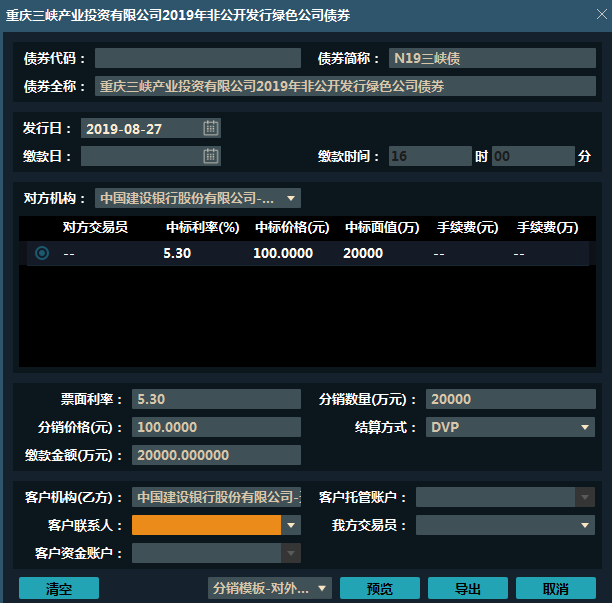 重庆三峡产业投资有限公司2019年非公开发行绿色公司债券
债券代码： 债券简称： N19三峡债
债券全称： 重庆三峡产业投资有限公司2019年非公开发行绿色公司债券
发行日： 2019-08-27
缴款日： 缴款时间： 16 时 00 分
对方机构： 中国建设银行股份有限公司-...
对方交易员 中标利率(%) 中标价格(元) 中标面值(万) 手续费(元) 手续费(万)
-- 5.30 100.0000 20000 -- --
票面利率： 5.30 分销数量(万元)： 20000
分销价格(元)： 100.0000 结算方式： DVP
缴款金额(万元)： 20000.000000
客户机构(乙方)： 中国建设银行股份有限公司- 客户托管账户：
客户联系人： 我方交易员：
客户资金账户：
清空 分销模板-对外... 预览 导出 取消